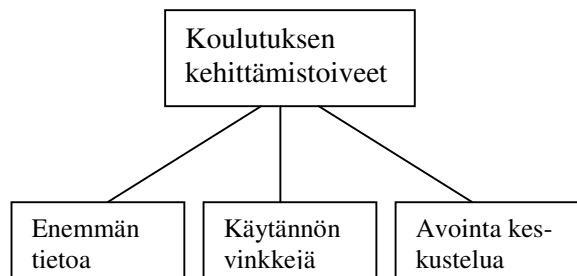 Koulutuksen
kehittämistoiveet
Enemmän
tietoa
Käytännön
vinkkejä
Avointa kes-
kustelua